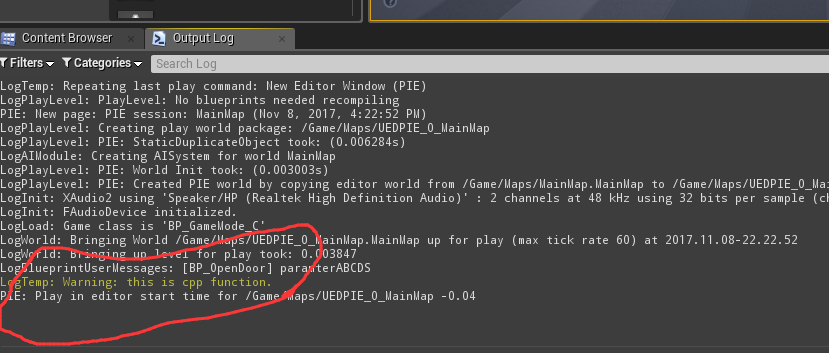 Content Browser Output Log
Filters Categories Search Log
LogTemp: Repeating last play command: New Editor Window (PIE)
LogPlayLevel: PlayLevel: No blueprints needed recompiling
PIE: New page: PIE session: MainMap (Nov 8, 2017, 4:22:52 PM)
LogPlayLevel: Creating play world package: /Game/Maps/UEDPIE_0_MainMap
LogPlayLevel: PIE: StaticDuplicateObject took: (0.006284s)
LogAIModule: Creating AISystem for world MainMap
LogPlayLevel: PIE: World Init took: (0.003003s)
LogPlayLevel: PIE: Created PIE world by copying editor world from /Game/Maps/MainMap.MainMap to /Game/Maps/UEDPIE_0
LogInit: XAudio2 using 'Speaker/HP (Realtek High Definition Audio)' : 2 channels at 48 kHz using 32 bits per sample (ch
LogInit: FAudioDevice initialized.
LogLoad: Game class is 'BP_GameMode_C'
LogWorld: Bringing World /Game/Maps/UEDPIE_0_MainMap.MainMap up for play (max tick rate 60) at 2017.11.08-22.22.52
LogWorld: Bringing up level for play took: 0.003847
LogBlueprintUserMessages: [BP_OpenDoor] paramterABCDS
LogTemp: Warning: this is cpp function.
PIE: Play in editor start time for /Game/Maps/UEDPIE_0_MainMap -0.04